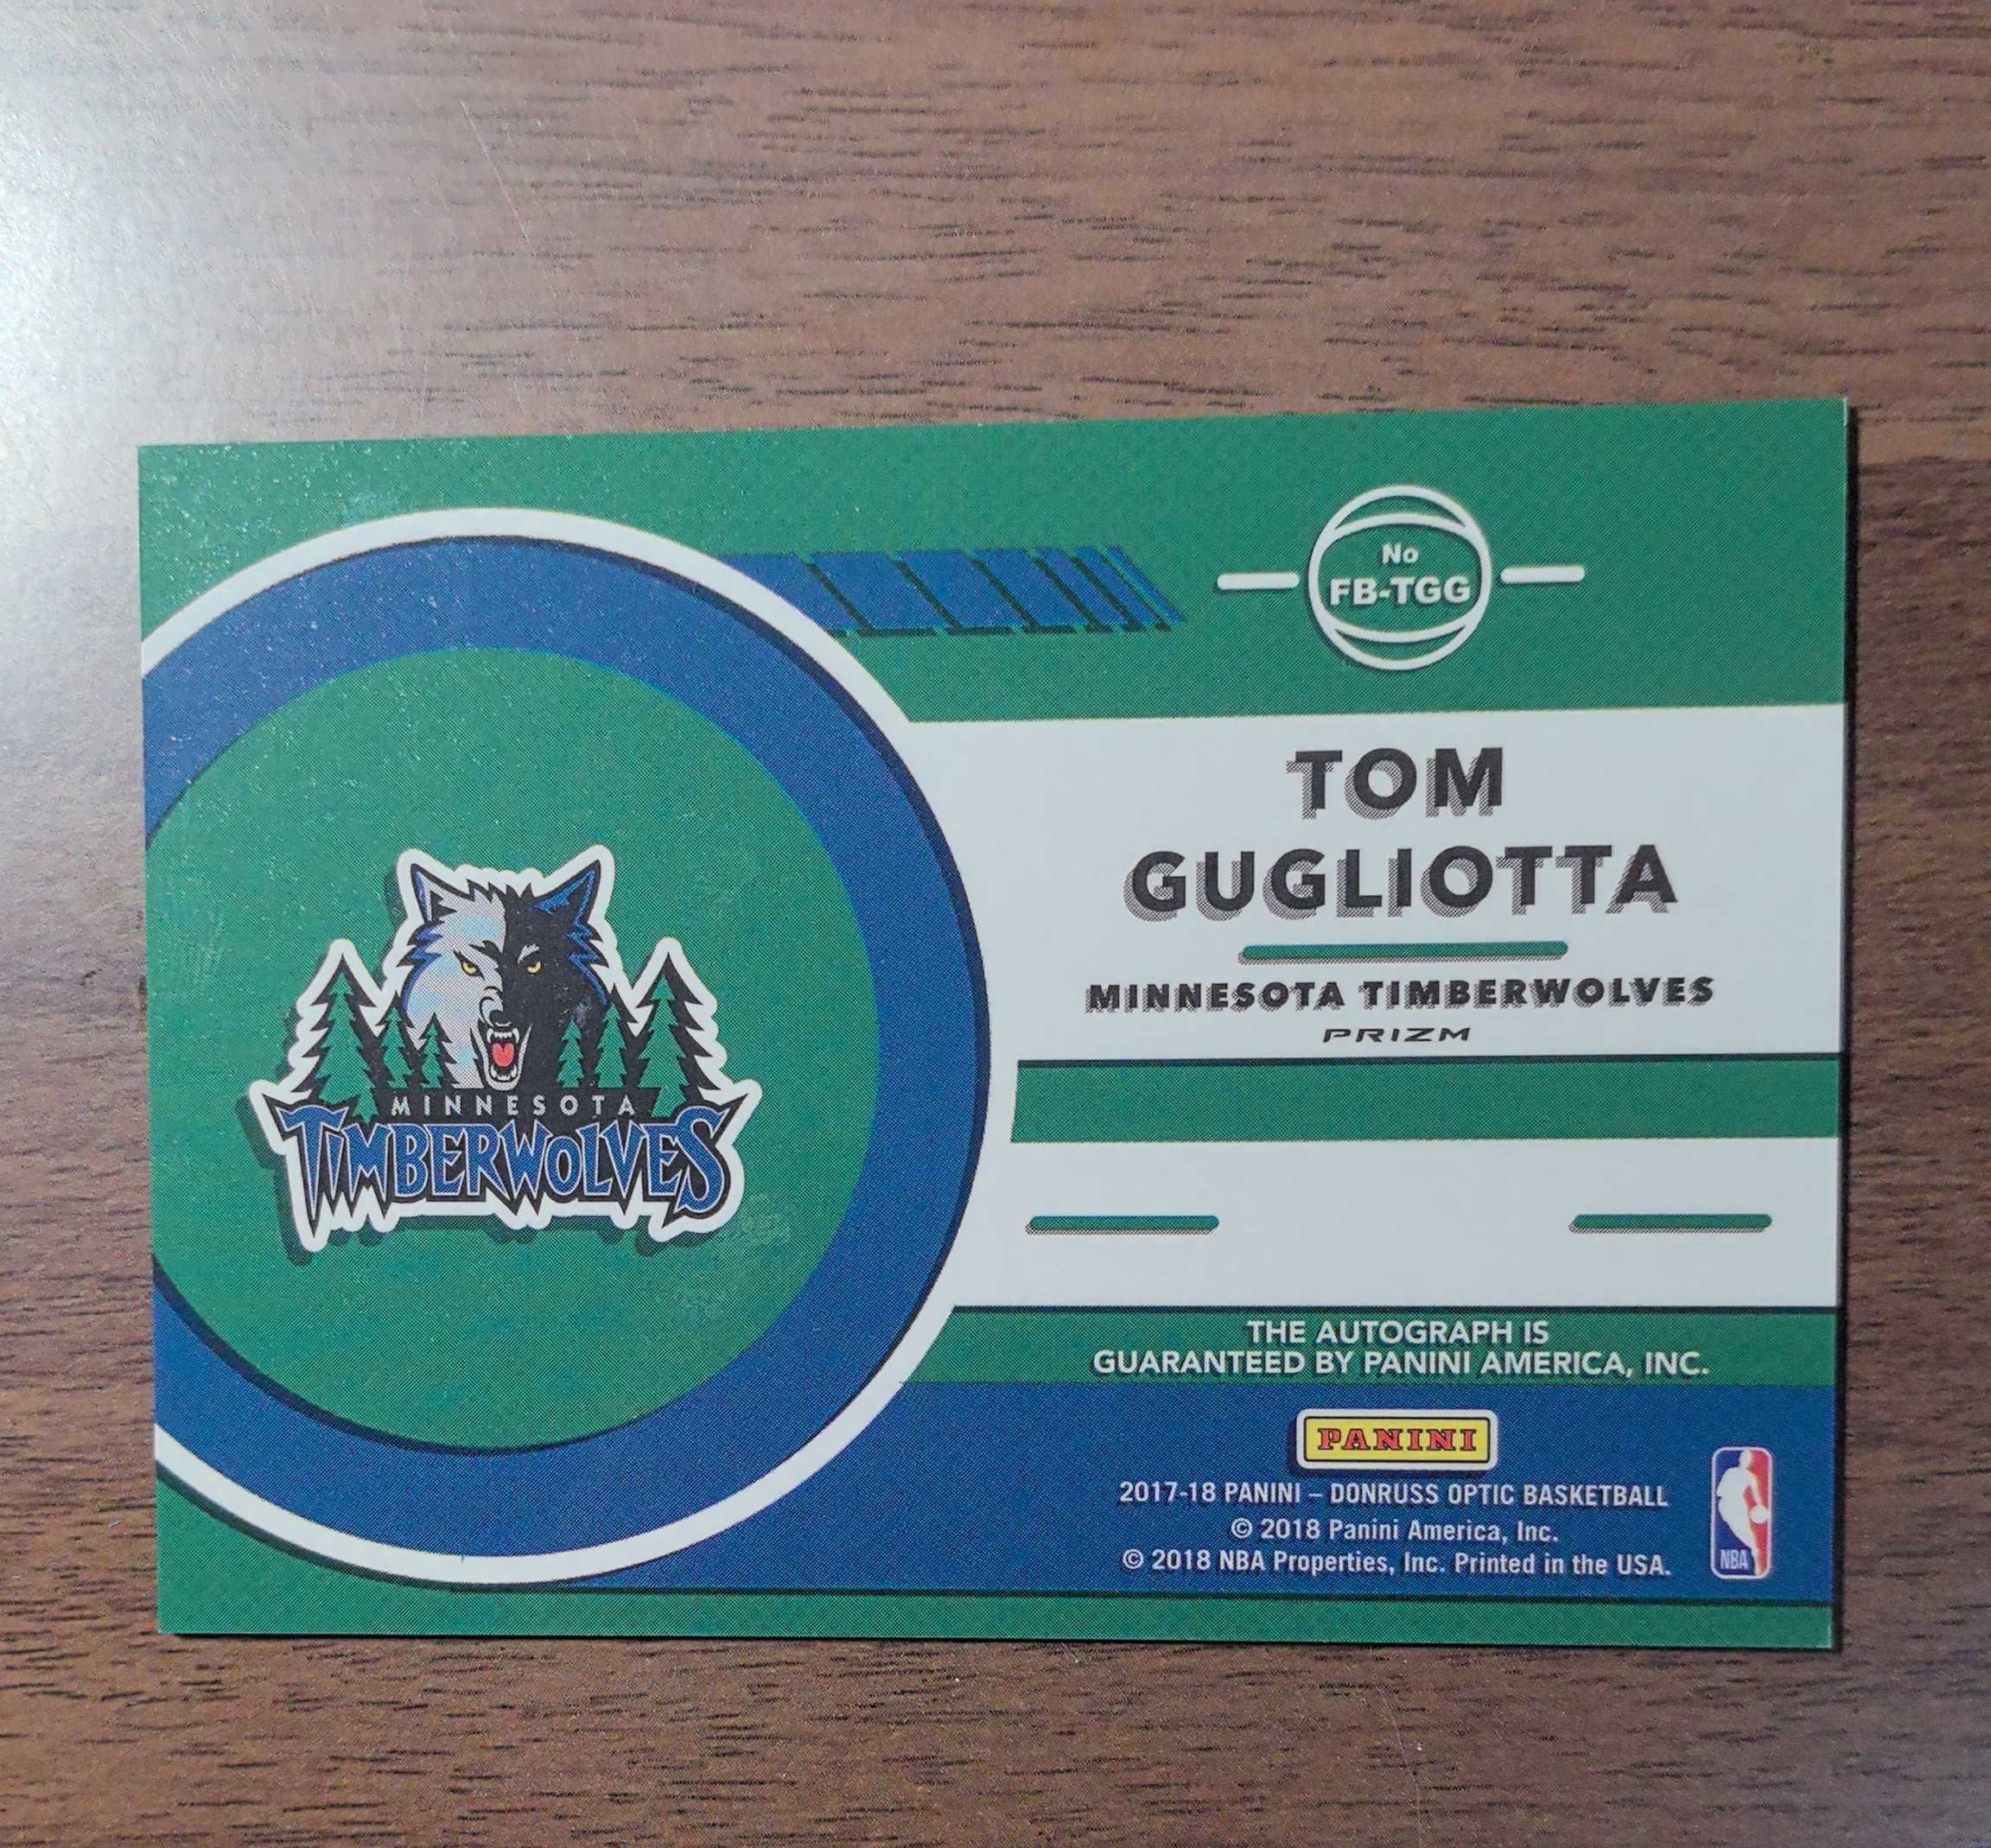 No
FB-TGG
TOM
GUGLIOTTA
MINNESOTA TIMBERWOLVES
PRIZM
MINNESOTA
TIMBERWOLVES
THE AUTOGRAPH IS
GUARANTEED BY PANINI AMERICA, INC.
PANINI
2017-18 PANINI – DONRUSS OPTIC BASKETBALL
© 2018 Panini America, Inc.
© 2018 NBA Properties, Inc. Printed in the USA.
NBA